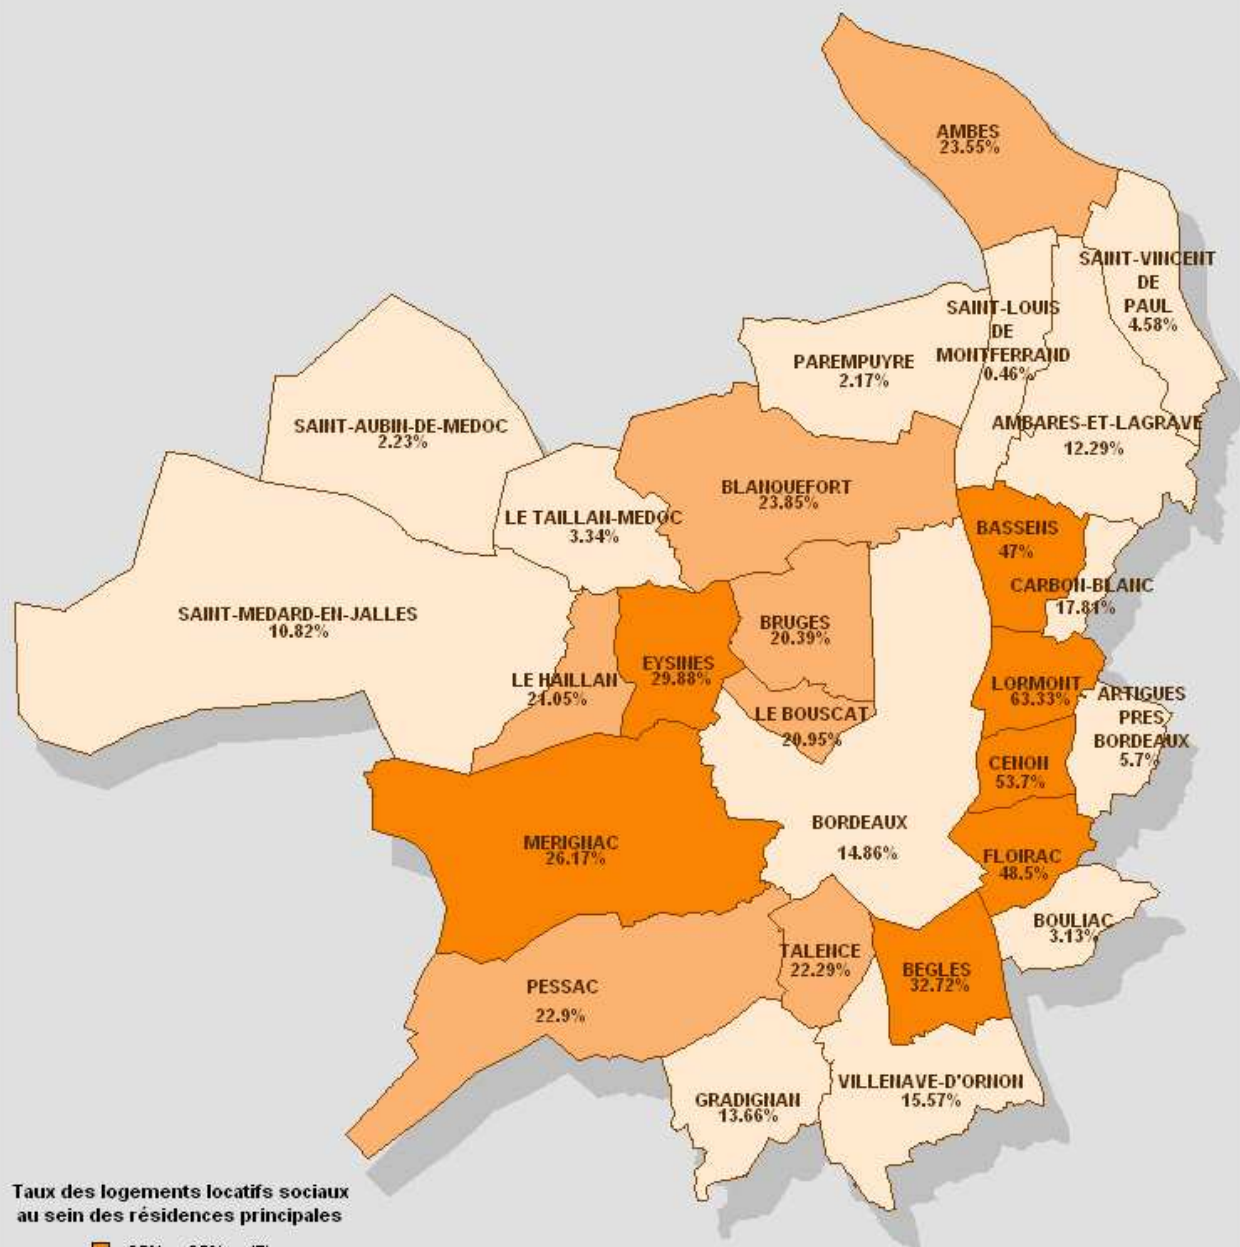 AMBES
23.55%
SAINT-VINCENT
DE
PAUL
4.58%
SAINT-LOUIS
DE
MONTFERRAND
0.46%
PAREMPUYRE
2.17%
AMBARES-ET-LAGRAVE
12.29%
SAINT-AUBIN-DE-MEDOC
2.23%
BLANQUEFORT
23.85%
LE TAILLAN-MEDOC
3.34%
BASSENS
47%
CARBON-BLANC
17.81%
SAINT-MEDARD-EN-JALLES
10.82%
BRUGES
20.39%
EYSINES
29.88%
LE HAILLAN
21.05%
LORMONT
63.33%
ARTIGUES
PRES
BORDEAUX
5.7%
LE BOUSCAT
20.95%
CENON
53.7%
BORDEAUX
14.86%
MERIGNAC
26.17%
FLOIRAC
48.5%
BOULIAC
3.13%
TALENCE
22.29%
BEGLES
32.72%
PESSAC
22.9%
VILLENAVE-D'ORNON
15.57%
GRADIGNAN
13.66%
Taux des logements locatifs sociaux
au sein des résidences principales